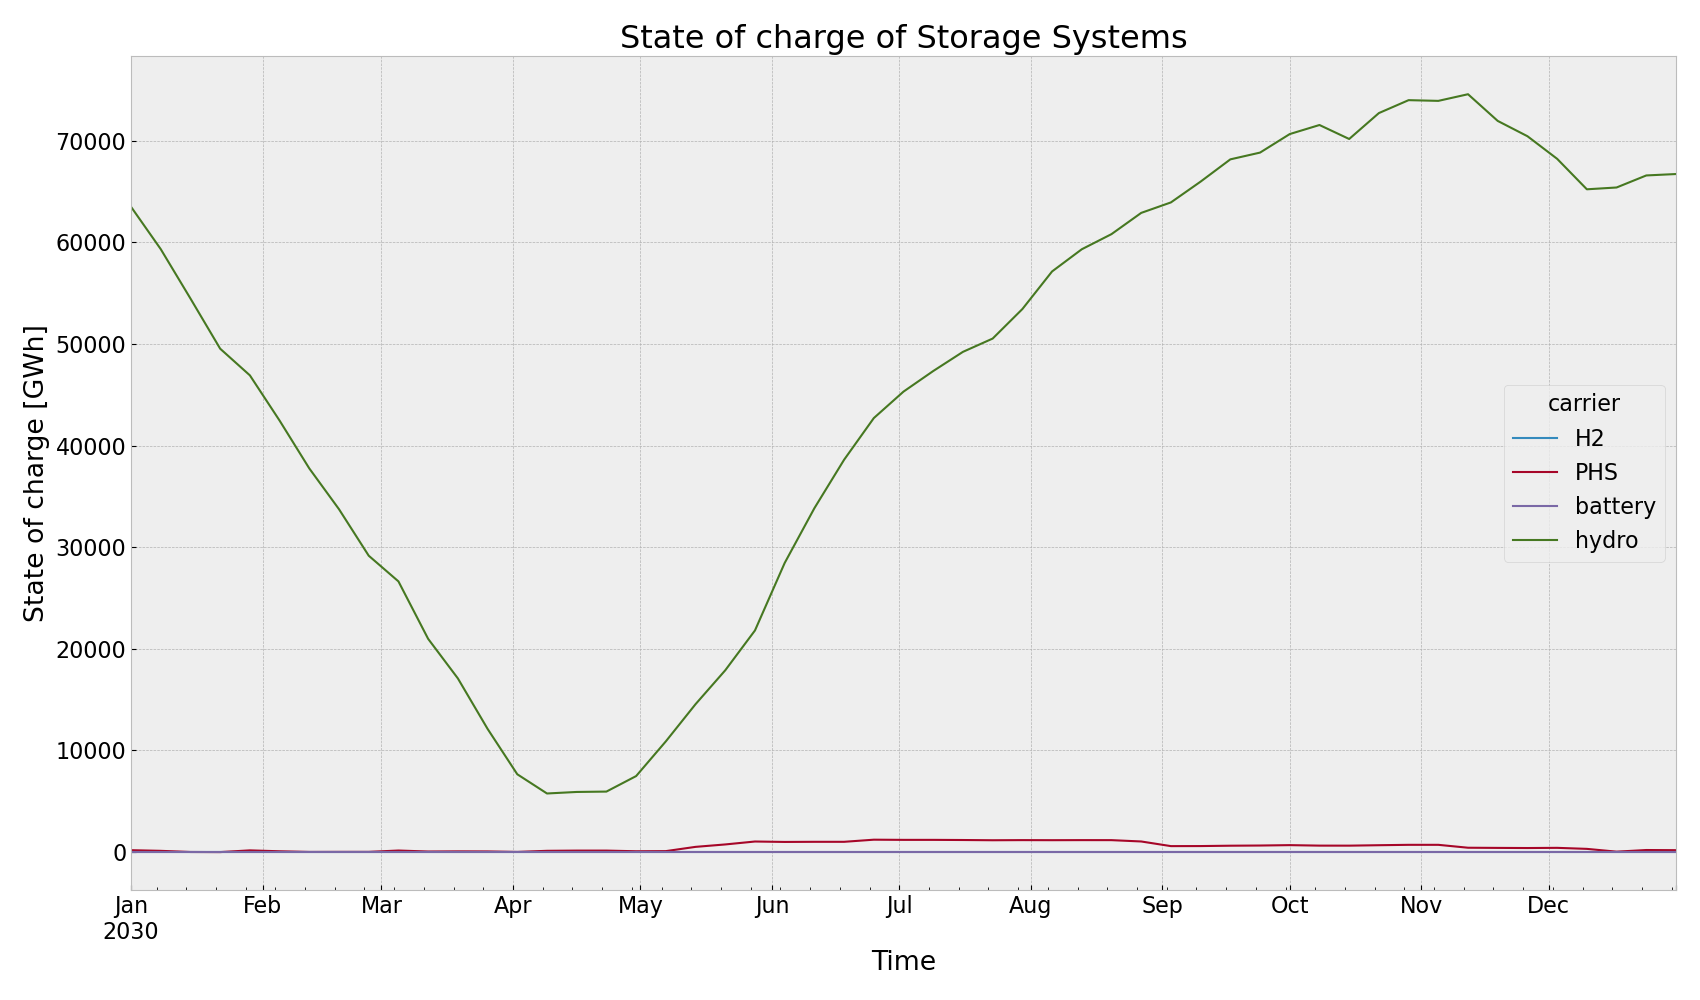 State of charge of Storage Systems
State of charge [GWh]
70000
60000
50000
40000
30000
20000
10000
0
carrier
H2
PHS
battery
hydro
Jan Feb Mar Apr May Jun Jul Aug Sep Oct Nov Dec
2030
Time